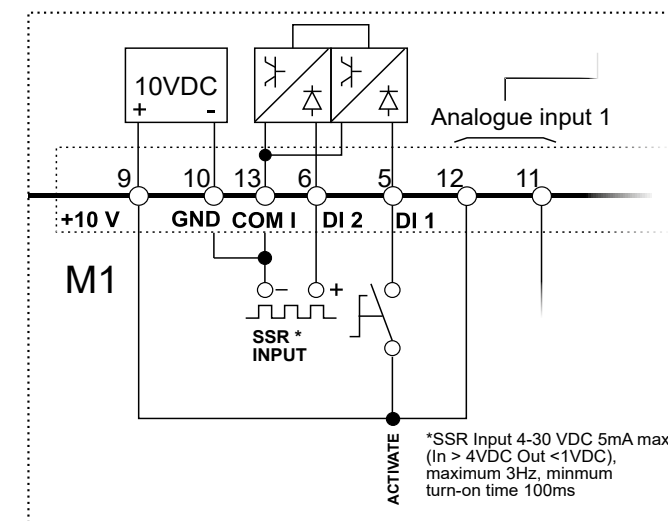 10VDC
+ -
Analogue input 1
9 10 13 6 5 12 11
+10 V GND COM I DI 2 DI 1
M1
- +
SSR *
INPUT
ACTIVATE
*SSR Input 4-30 VDC 5mA max
(In > 4VDC Out <1VDC),
maximum 3Hz, minmum
turn-on time 100ms